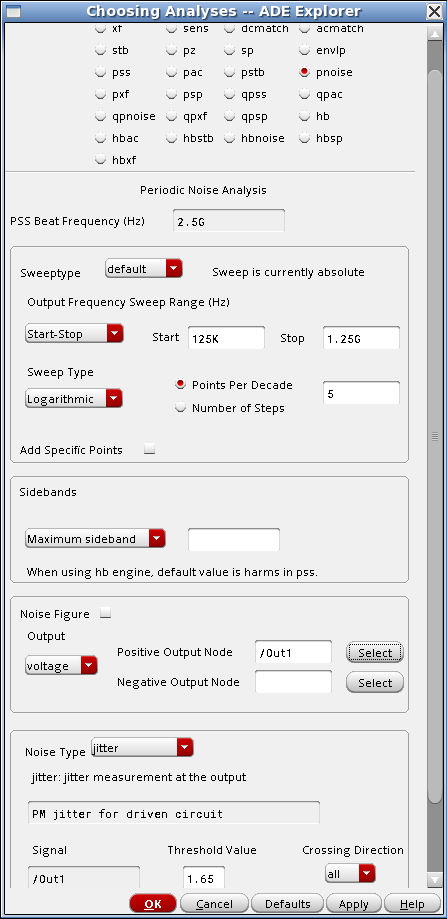 Choosing Analyses -- ADE Explorer
xf sens dcmatch acmatch
stb pz sp envlp
pss pac pstb pnoise
pxf psp qpss qpac
qpnoise qpxf qpsp hb
hbac hbstb hbnoise hbsp
hbxf
Periodic Noise Analysis
PSS Beat Frequency (Hz) 2.5G
Sweeptype default Sweep is currently absolute
Output Frequency Sweep Range (Hz)
Start-Stop Start 125K Stop 1.25G
Sweep Type
Logarithmic Points Per Decade 5
Number of Steps
Add Specific Points
Sidebands
Maximum sideband
When using hb engine, default value is harms in pss.
Noise Figure
Output
voltage Positive Output Node /Out1 Select
Negative Output Node Select
Noise Type jitter
jitter: jitter measurement at the output
PM jitter for driven circuit
Signal Threshold Value Crossing Direction
/Out1 1.65 all
OK Cancel Defaults Apply Help